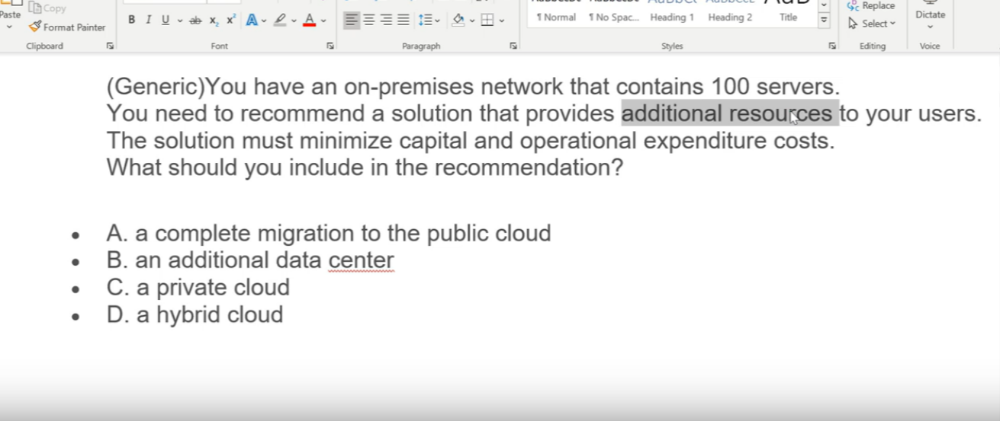 Paste
Copy
Format Painter
B I U ab x₂ x² A A
¶ Normal ¶ No Spac... Heading 1 Heading 2 Title
Replace
Select
Dictate
Clipboard Font Paragraph Styles Editing Voice
(Generic)You have an on-premises network that contains 100 servers.
You need to recommend a solution that provides additional resources to your users.
The solution must minimize capital and operational expenditure costs.
What should you include in the recommendation?
• A. a complete migration to the public cloud
• B. an additional data center
• C. a private cloud
• D. a hybrid cloud